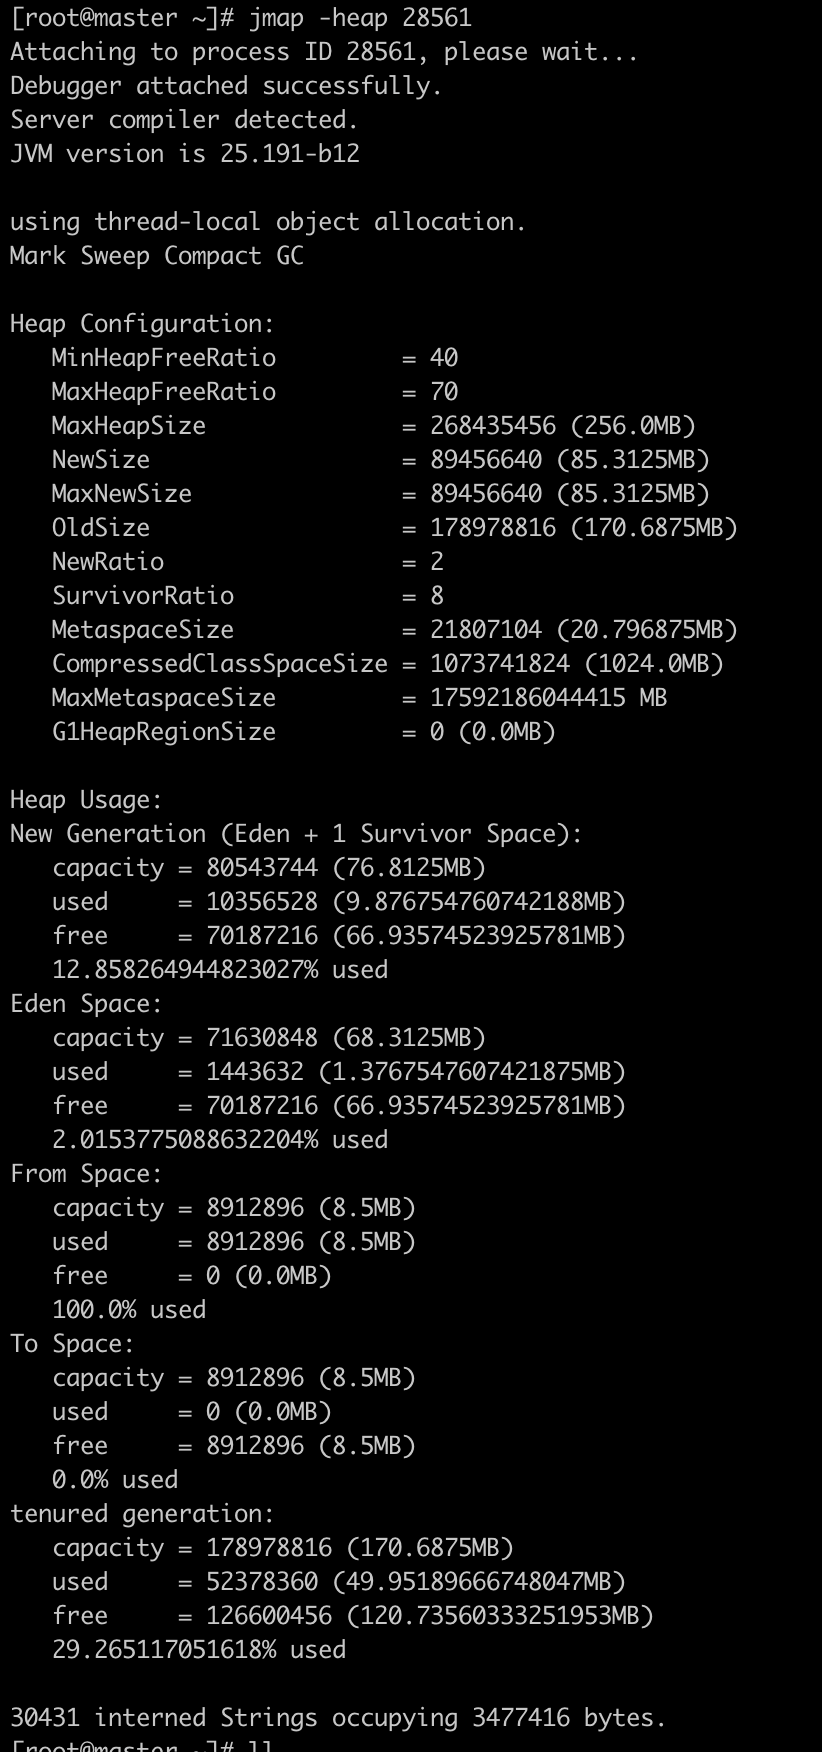 [root@master ~]# jmap -heap 28561
Attaching to process ID 28561, please wait...
Debugger attached successfully.
Server compiler detected.
JVM version is 25.191-b12

using thread-local object allocation.
Mark Sweep Compact GC

Heap Configuration:
   MinHeapFreeRatio         = 40
   MaxHeapFreeRatio         = 70
   MaxHeapSize              = 268435456 (256.0MB)
   NewSize                  = 89456640 (85.3125MB)
   MaxNewSize               = 89456640 (85.3125MB)
   OldSize                  = 178978816 (170.6875MB)
   NewRatio                 = 2
   SurvivorRatio            = 8
   MetaspaceSize            = 21807104 (20.796875MB)
   CompressedClassSpaceSize = 1073741824 (1024.0MB)
   MaxMetaspaceSize         = 17592186044415 MB
   G1HeapRegionSize         = 0 (0.0MB)

Heap Usage:
New Generation (Eden + 1 Survivor Space):
   capacity = 80543744 (76.8125MB)
   used     = 10356528 (9.876754760742188MB)
   free     = 70187216 (66.93574523925781MB)
   12.858264944823027% used
Eden Space:
   capacity = 71630848 (68.3125MB)
   used     = 1443632 (1.3767547607421875MB)
   free     = 70187216 (66.93574523925781MB)
   2.0153775088632204% used
From Space:
   capacity = 8912896 (8.5MB)
   used     = 8912896 (8.5MB)
   free     = 0 (0.0MB)
   100.0% used
To Space:
   capacity = 8912896 (8.5MB)
   used     = 0 (0.0MB)
   free     = 8912896 (8.5MB)
   0.0% used
tenured generation:
   capacity = 178978816 (170.6875MB)
   used     = 52378360 (49.95189666748047MB)
   free     = 126600456 (120.73560333251953MB)
   29.265117051618% used

30431 interned Strings occupying 3477416 bytes.
[root@master ~]# ll